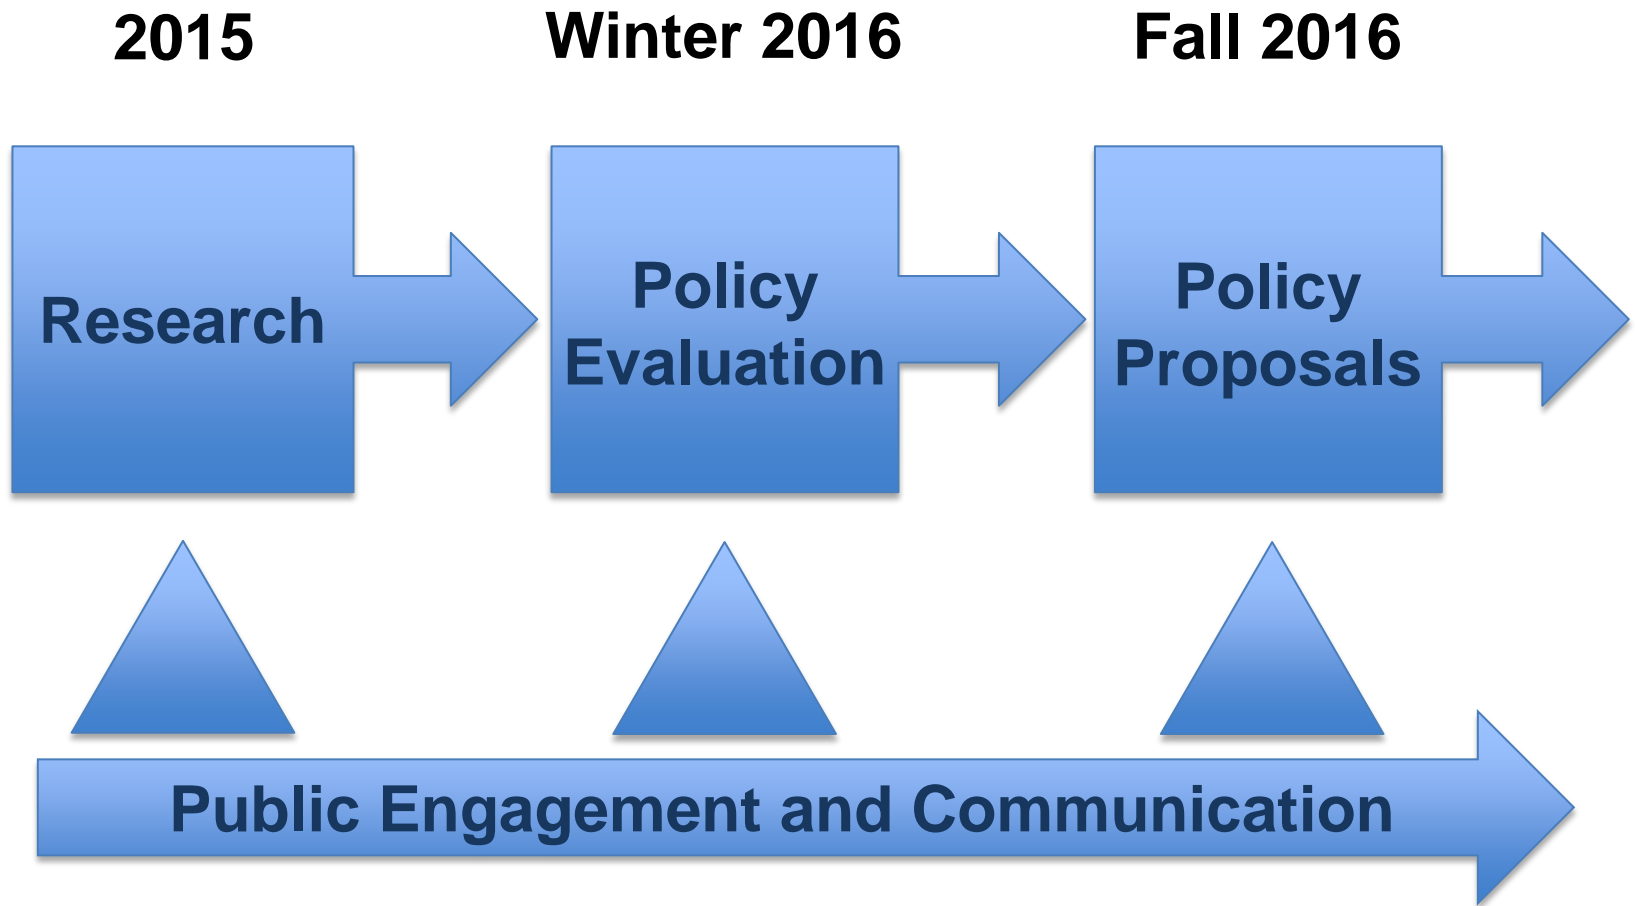 2015
Winter 2016
Fall 2016
Research
Policy
Evaluation
Policy
Proposals
Public Engagement and Communication